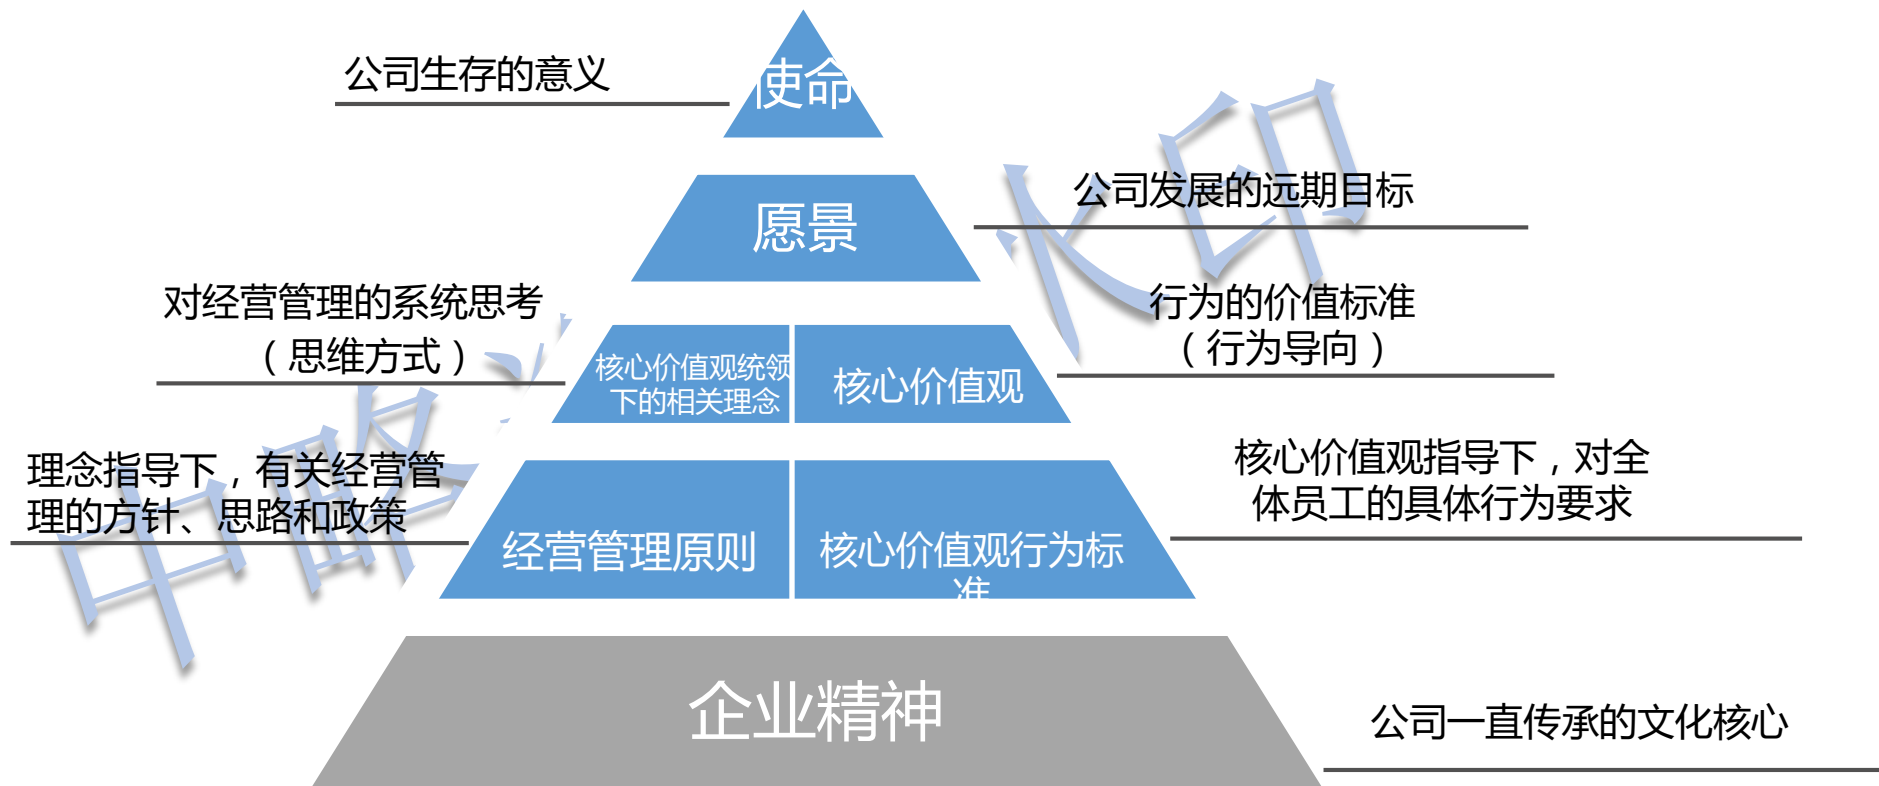 使命
公司生存的意义
愿景
公司发展的远期目标
对经营管理的系统思考
（思维方式）
核心价值观统领
下的相关理念
核心价值观
行为的价值标准
（行为导向）
理念指导下，有关经营管
理的方针、思路和政策
经营管理原则
核心价值观行为标
准
核心价值观指导下，对全
体员工的具体行为要求
企业精神
公司一直传承的文化核心
中略
水印